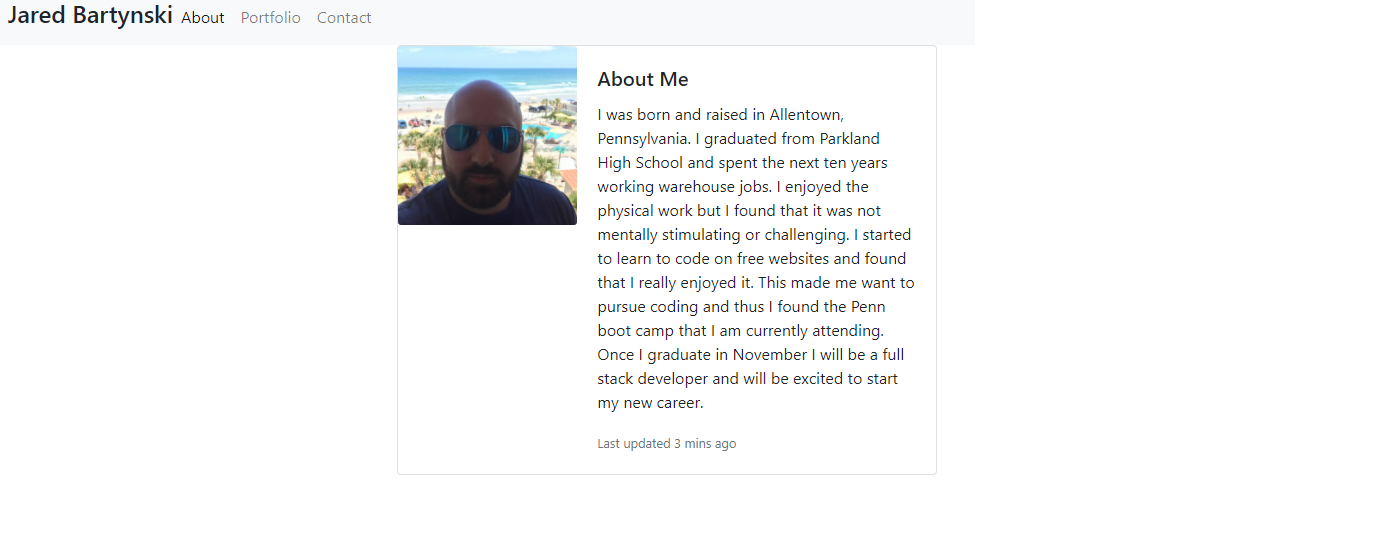 Jared Bartynski About Portfolio Contact
About Me
I was born and raised in Allentown,
Pennsylvania. I graduated from Parkland
High School and spent the next ten years
working warehouse jobs. I enjoyed the
physical work but I found that it was not
mentally stimulating or challenging. I started
to learn to code on free websites and found
that I really enjoyed it. This made me want to
pursue coding and thus I found the Penn
boot camp that I am currently attending.
Once I graduate in November I will be a full
stack developer and will be excited to start
my new career.
Last updated 3 mins ago